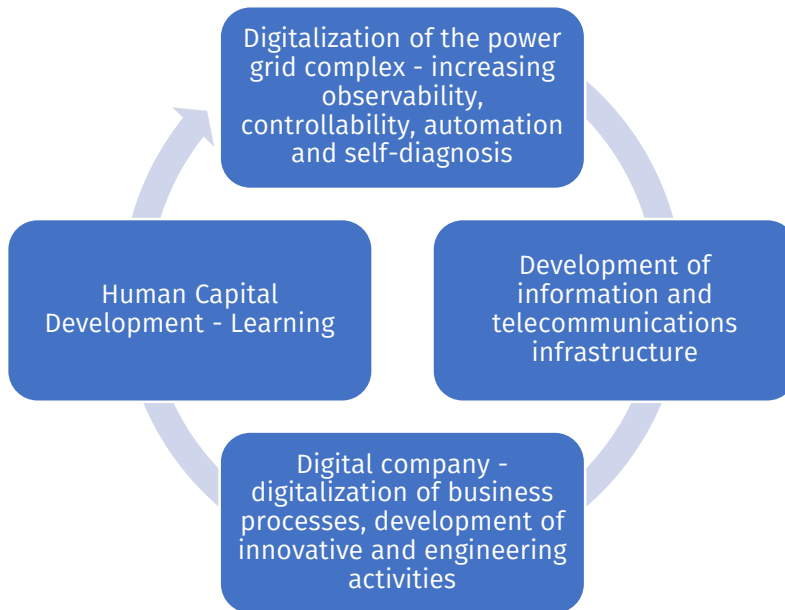 Digitalization of the power
grid complex - increasing
observability,
controllability, automation
and self-diagnosis
Human Capital
Development - Learning
Development of
information and
telecommunications
infrastructure
Digital company -
digitalization of business
processes, development of
innovative and engineering
activities